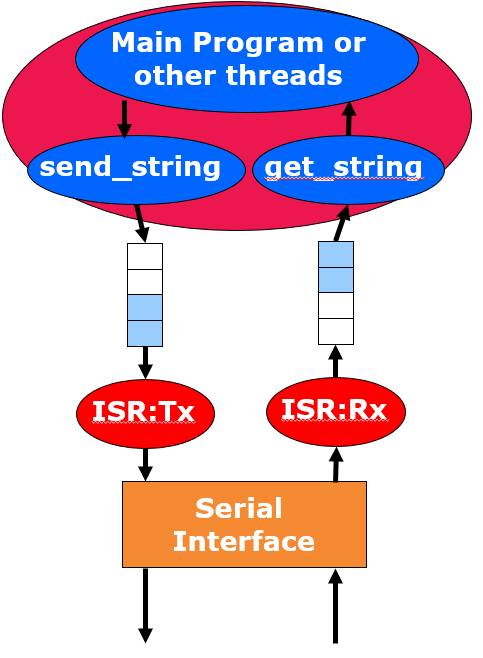 Main Program or
other threads
send_string
get_string
ISR:Tx
ISR:Rx
Serial
Interface